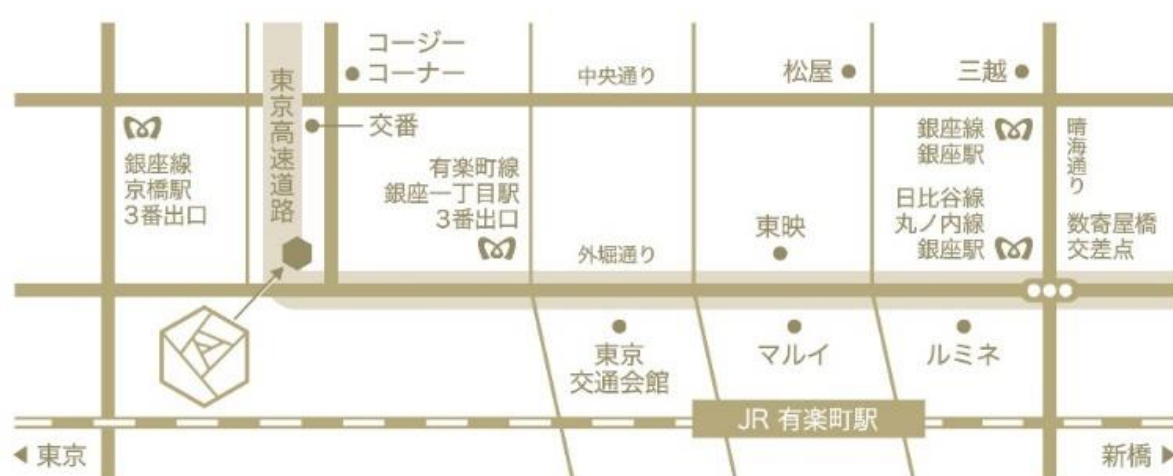 コージー
コーナー
中央通り
松屋
三越
東京高速道路
交番
銀座線
京橋駅
3番出口
有楽町線
銀座一丁目駅
3番出口
銀座線
銀座駅
晴海通り
日比谷線
丸ノ内線
銀座駅
数寄屋橋
交差点
東映
外堀通り
東京
交通会館
マルイ
ルミネ
JR 有楽町駅
東京
新橋